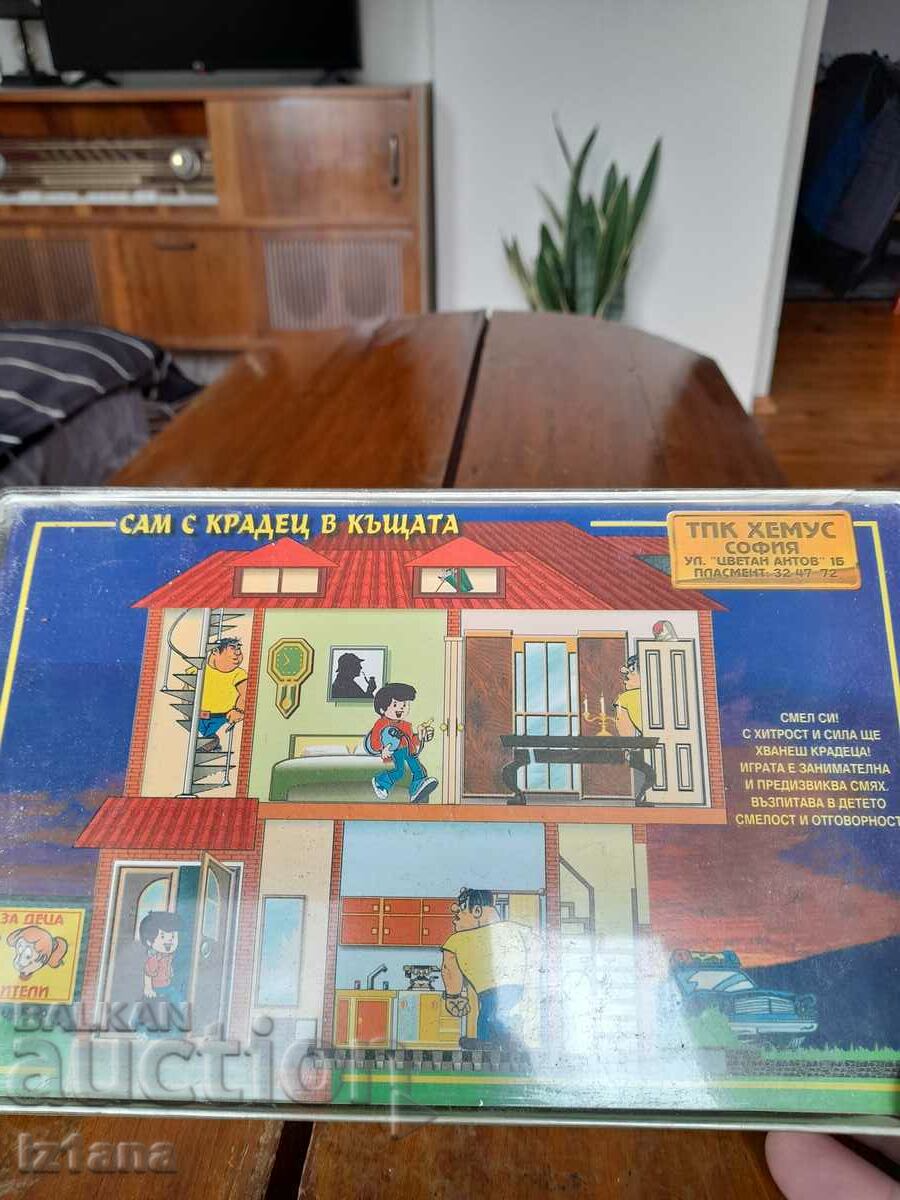 САМ С КРАДЕЦ В КЪЩАТА
ТПК ХЕМУС
СОФИЯ
УЛ. "ЦВЕТАН АНТОВ" 1Б
ПЛАСМЕНТ: 32 47 72
СМЕЛ СИ!
С ХИТРОСТ И СИЛА ЩЕ
ХВАНЕШ КРАДЕЦА!
ИГРАТА Е ЗАНИМАТЕЛНА
И ПРЕДИЗВИКВА СМЯХ.
ВЪЗПИТАВА В ДЕТЕТО
СМЕЛОСТ И ОТГОВОРНОСТ
ЗА ДЕЦА
ИТЕЛИ
BALKAN
auction
iz1ana